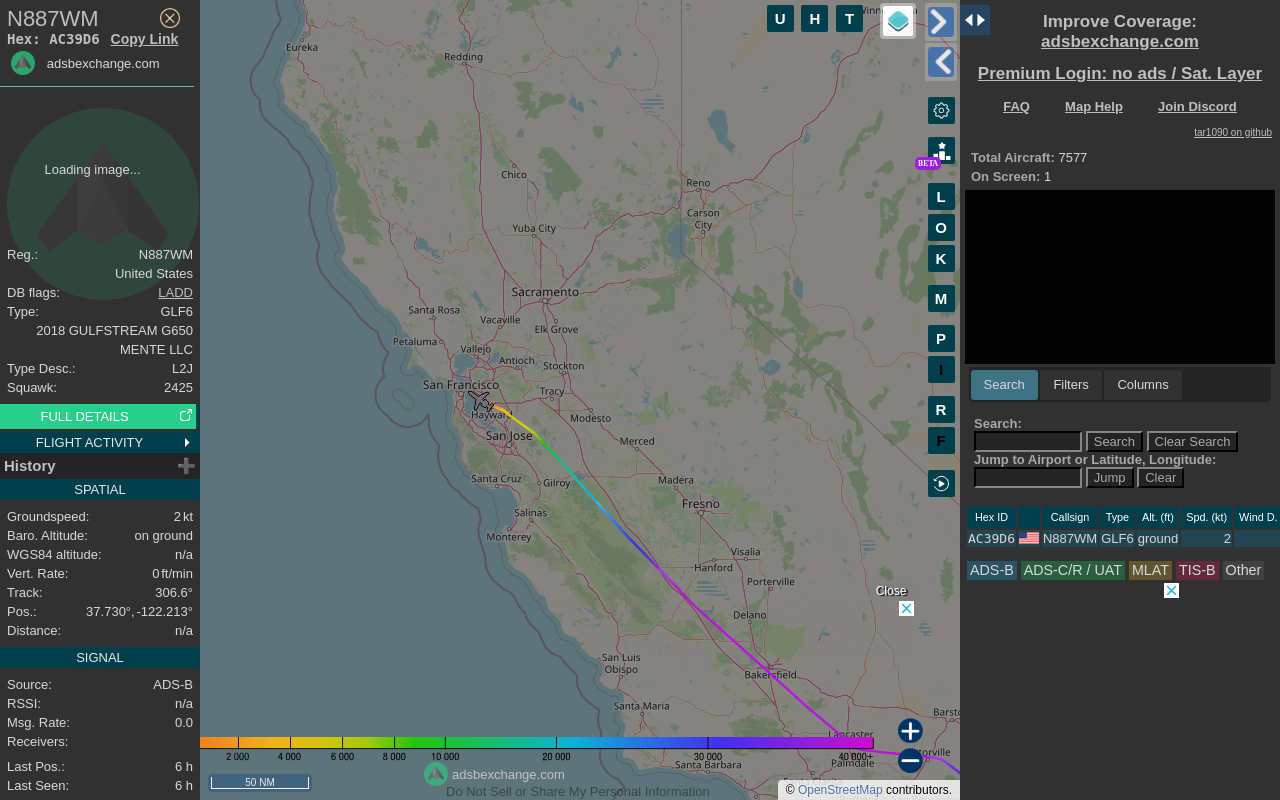 N887WM
Hex: AC39D6 Copy Link
adsbexchange.com
Loading image...
Reg.: N887WM
United States
DB flags: LADD
Type: GLF6
2018 GULFSTREAM G650
MENTE LLC
Type Desc.: L2J
Squawk: 2425
FULL DETAILS
FLIGHT ACTIVITY
History
SPATIAL
Groundspeed: 2 kt
Baro. Altitude: on ground
WGS84 altitude: n/a
Vert. Rate: 0 ft/min
Track: 306.6°
Pos.: 37.730°, -122.213°
Distance: n/a
SIGNAL
Source: ADS-B
RSSI: n/a
Msg. Rate: 0.0
Receivers:
Last Pos.: 6 h
Last Seen: 6 h
U H T
BETA
L
O
K
M
P
I
R
F
Eureka
Redding
Chico
Reno
Carson
City
Yuba City
Sacramento
Santa Rosa
Vacaville
Elk Grove
Petaluma
Vallejo
Antioch
Stockton
San Francisco
Tracy
Hayward
Modesto
San Jose
Merced
Santa Cruz
Gilroy
Madera
Fresno
Salinas
Monterey
Visalia
Hanford
Porterville
Delano
San Luis
Obispo
Bakersfield
Santa Maria
Lancaster
Palmdale
Santa Barbara
Close
2 000 4 000 6 000 8 000 10 000 20 000 30 000 40 000+
50 NM
adsbexchange.com
Do Not Sell or Share My Personal Information
© OpenStreetMap contributors.
Improve Coverage:
adsbexchange.com
Premium Login: no ads / Sat. Layer
FAQ Map Help Join Discord
tar1090 on github
Total Aircraft: 7577
On Screen: 1
Search Filters Columns
Search:
Search Clear Search
Jump to Airport or Latitude, Longitude:
Jump Clear
Hex ID Callsign Type Alt. (ft) Spd. (kt) Wind D.
AC39D6 N887WM GLF6 ground 2
ADS-B ADS-C/R / UAT MLAT TIS-B Other